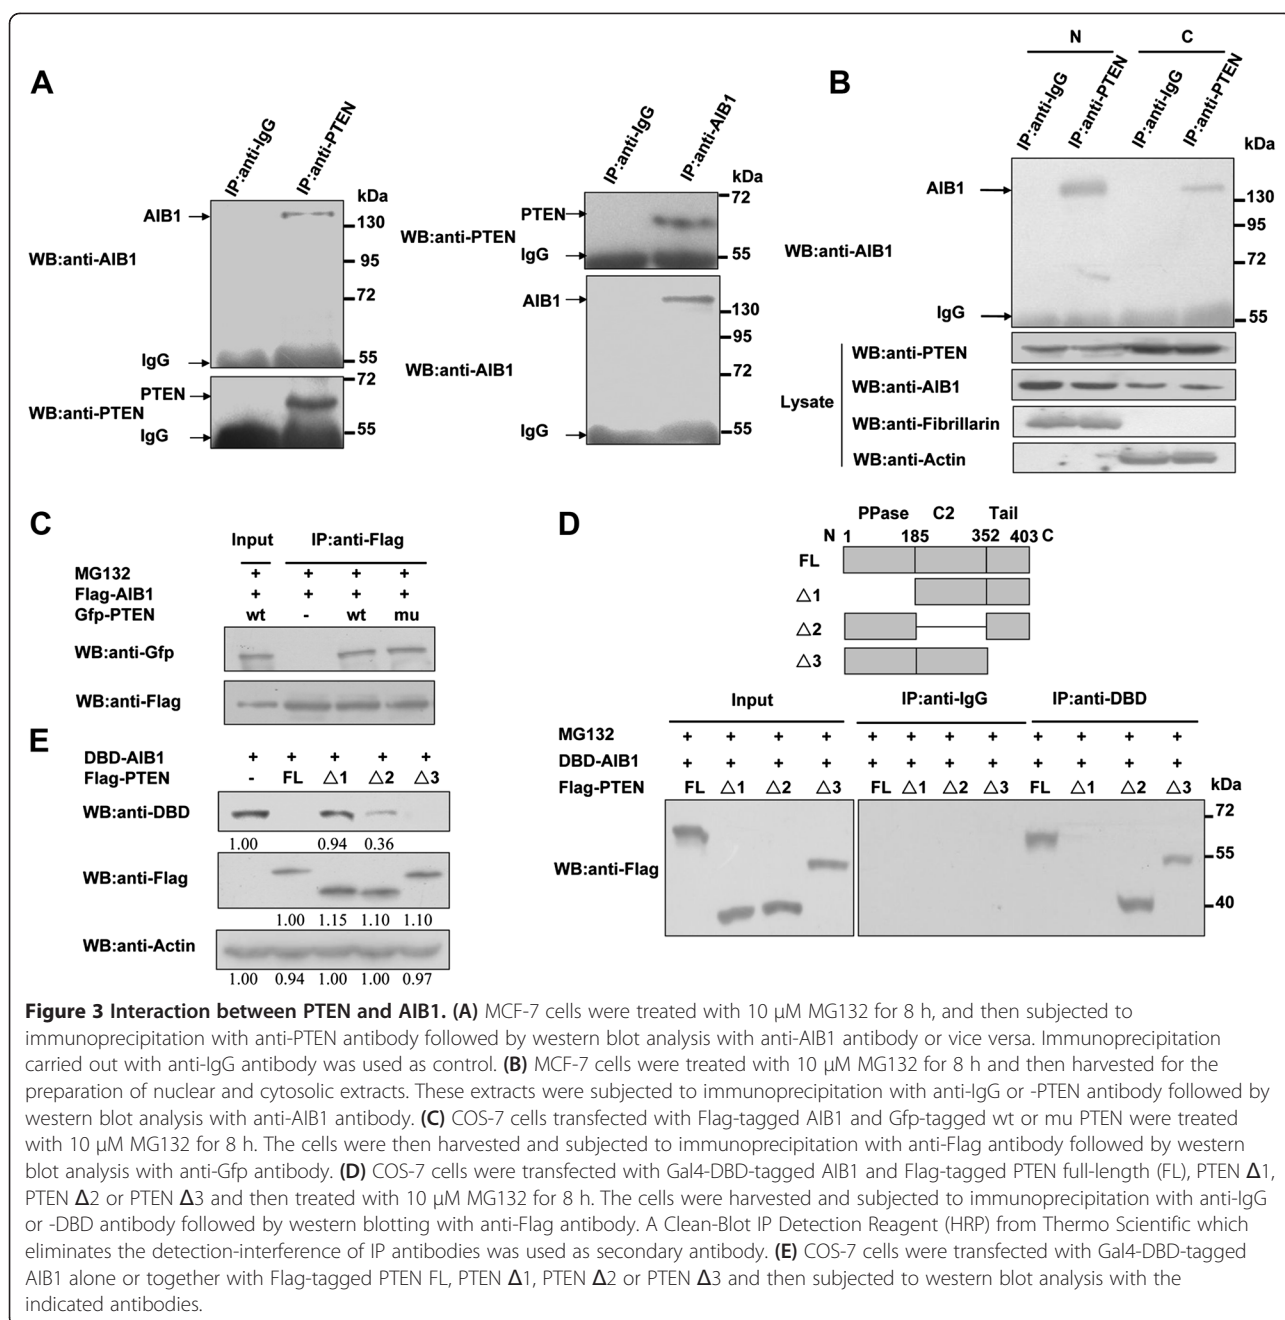 A
IP:anti-IgG
IP:anti-PTEN
kDa
AIB1
130
WB:anti-AIB1
95
72
IgG
55
72
PTEN
WB:anti-PTEN
IgG
55
IP:anti-IgG
IP:anti-AIB1
kDa
72
PTEN
WB:anti-PTEN
IgG
55
AIB1
130
95
WB:anti-AIB1
72
IgG
55
B
N C
IP:anti-IgG
IP:anti-PTEN
IP:anti-IgG
IP:anti-PTEN
kDa
AIB1
130
95
WB:anti-AIB1
72
IgG
55
Lysate
WB:anti-PTEN
WB:anti-AIB1
WB:anti-Fibrillarin
WB:anti-Actin
C
Input IP:anti-Flag
MG132 + + + +
Flag-AIB1 + + + +
Gfp-PTEN wt - wt mu
WB:anti-Gfp
WB:anti-Flag
D
PPase C2 Tail
N 1 185 352 403 C
FL
△1
△2
△3
Input IP:anti-IgG IP:anti-DBD
MG132 + + + + + + + + + + + +
DBD-AIB1 + + + + + + + + + + + +
Flag-PTEN FL △1 △2 △3 FL △1 △2 △3 FL △1 △2 △3 kDa
72
WB:anti-Flag 55
40
E
DBD-AIB1 + + + + +
Flag-PTEN - FL △1 △2 △3
WB:anti-DBD
1.00 0.94 0.36
WB:anti-Flag
1.00 1.15 1.10 1.10
WB:anti-Actin
1.00 0.94 1.00 1.00 0.97
Figure 3 Interaction between PTEN and AIB1. (A) MCF-7 cells were treated with 10 μM MG132 for 8 h, and then subjected to
immunoprecipitation with anti-PTEN antibody followed by western blot analysis with anti-AIB1 antibody or vice versa. Immunoprecipitation
carried out with anti-IgG antibody was used as control. (B) MCF-7 cells were treated with 10 μM MG132 for 8 h and then harvested for the
preparation of nuclear and cytosolic extracts. These extracts were subjected to immunoprecipitation with anti-IgG or -PTEN antibody followed by
western blot analysis with anti-AIB1 antibody. (C) COS-7 cells transfected with Flag-tagged AIB1 and Gfp-tagged wt or mu PTEN were treated
with 10 μM MG132 for 8 h. The cells were then harvested and subjected to immunoprecipitation with anti-Flag antibody followed by western
blot analysis with anti-Gfp antibody. (D) COS-7 cells were transfected with Gal4-DBD-tagged AIB1 and Flag-tagged PTEN full-length (FL), PTEN Δ1,
PTEN Δ2 or PTEN Δ3 and then treated with 10 μM MG132 for 8 h. The cells were harvested and subjected to immunoprecipitation with anti-IgG
or -DBD antibody followed by western blotting with anti-Flag antibody. A Clean-Blot IP Detection Reagent (HRP) from Thermo Scientific which
eliminates the detection-interference of IP antibodies was used as secondary antibody. (E) COS-7 cells were transfected with Gal4-DBD-tagged
AIB1 alone or together with Flag-tagged PTEN FL, PTEN Δ1, PTEN Δ2 or PTEN Δ3 and then subjected to western blot analysis with the
indicated antibodies.